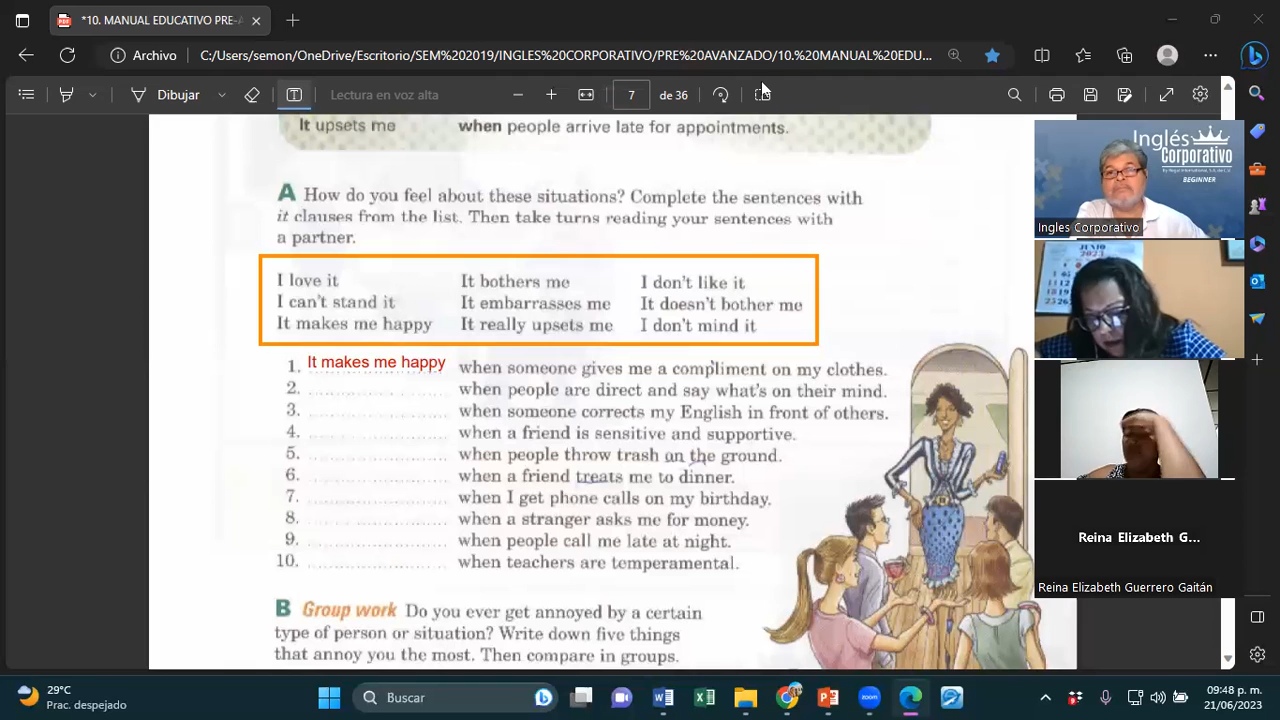 *10. MANUAL EDUCATIVO PRE-A
Archivo
C:/Users/semon/OneDrive/Escritorio/SEM%202019/INGLES%20CORPORATIVO/PRE%20AVANZADO/10.%20MANUAL%20EDU...
Dibujar
Lectura en voz alta
7 de 36
It upsets me when people arrive late for appointments.
A How do you feel about these situations? Complete the sentences with
it clauses from the list. Then take turns reading your sentences with
a partner.
I love it It bothers me I don't like it
I can't stand it It embarrasses me It doesn't bother me
It makes me happy It really upsets me I don't mind it
1. It makes me happy when someone gives me a compliment on my clothes.
2. when people are direct and say what's on their mind.
3. when someone corrects my English in front of others.
4. when a friend is sensitive and supportive.
5. when people throw trash on the ground.
6. when a friend treats me to dinner.
7. when I get phone calls on my birthday.
8. when a stranger asks me for money.
9. when people call me late at night.
10. when teachers are temperamental.
B Group work Do you ever get annoyed by a certain
type of person or situation? Write down five things
that annoy you the most. Then compare in groups.
Inglés
Corporativo
BEGINNER
Ingles Corporativo
JUNIO
2023
Reina Elizabeth G...
Reina Elizabeth Guerrero Gaitán
29°C
Prac. despejado
Buscar
09:48 p. m.
21/06/2023